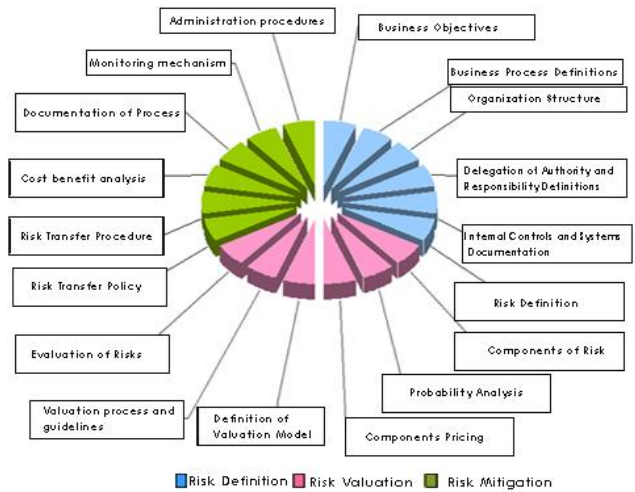 Administration procedures
Business Objectives
Monitoring mechanism
Business Process Definitions
Organization Structure
Documentation of Process
Cost benefit analysis
Delegation of Authority and
Responsibility Definitions
Risk Transfer Procedure
Internal Controls and Systems
Documentation
Risk Transfer Policy
Risk Definition
Evaluation of Risks
Components of Risk
Probability Analysis
Valuation process and
guidelines
Definition of
Valuation Model
Components Pricing
Risk Definition Risk Valuation Risk Mitigation